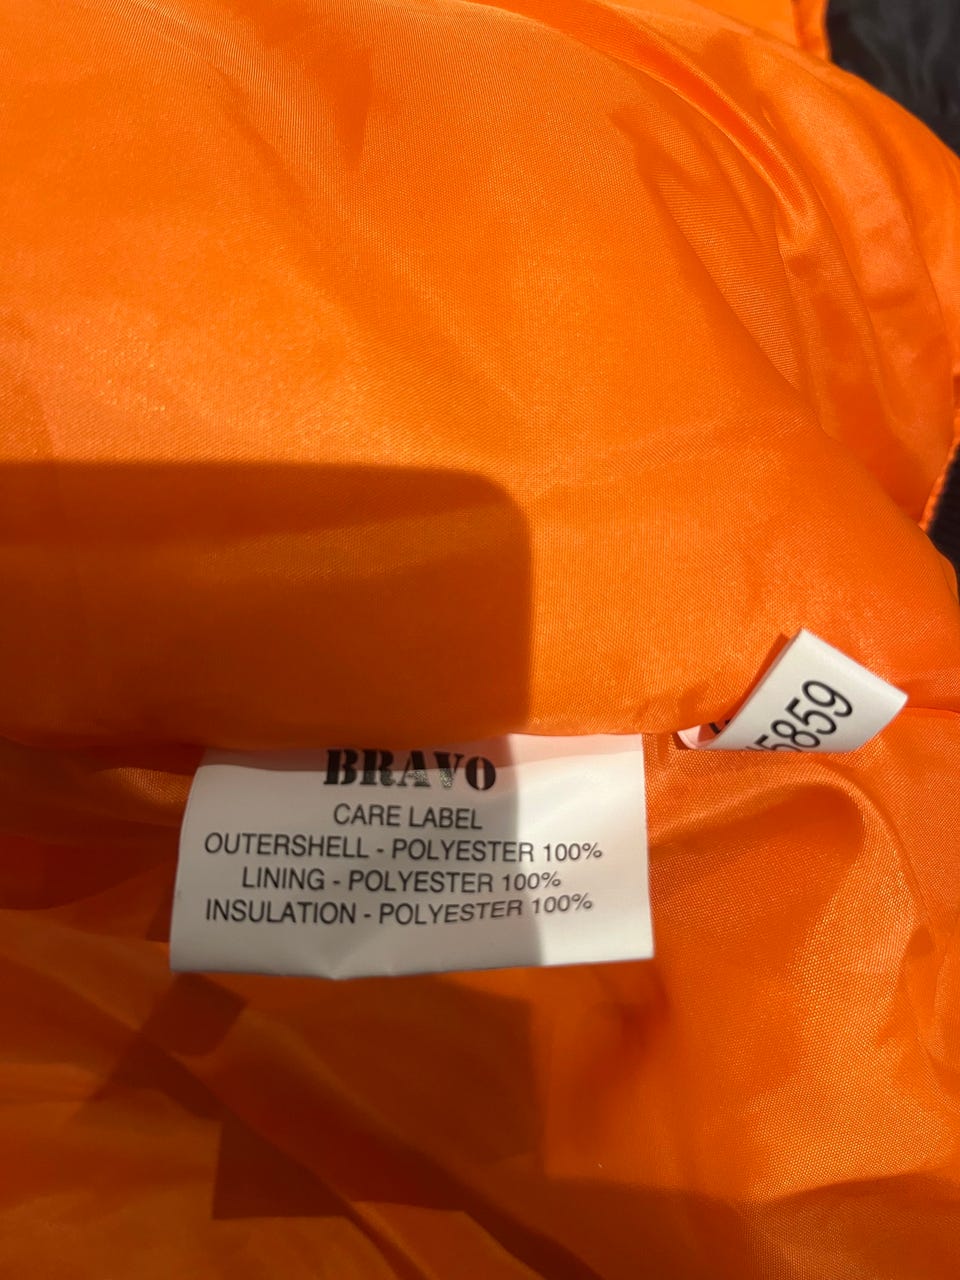 BRAVO
CARE LABEL
OUTERSHELL - POLYESTER 100%
LINING - POLYESTER 100%
INSULATION - POLYESTER 100%
5859